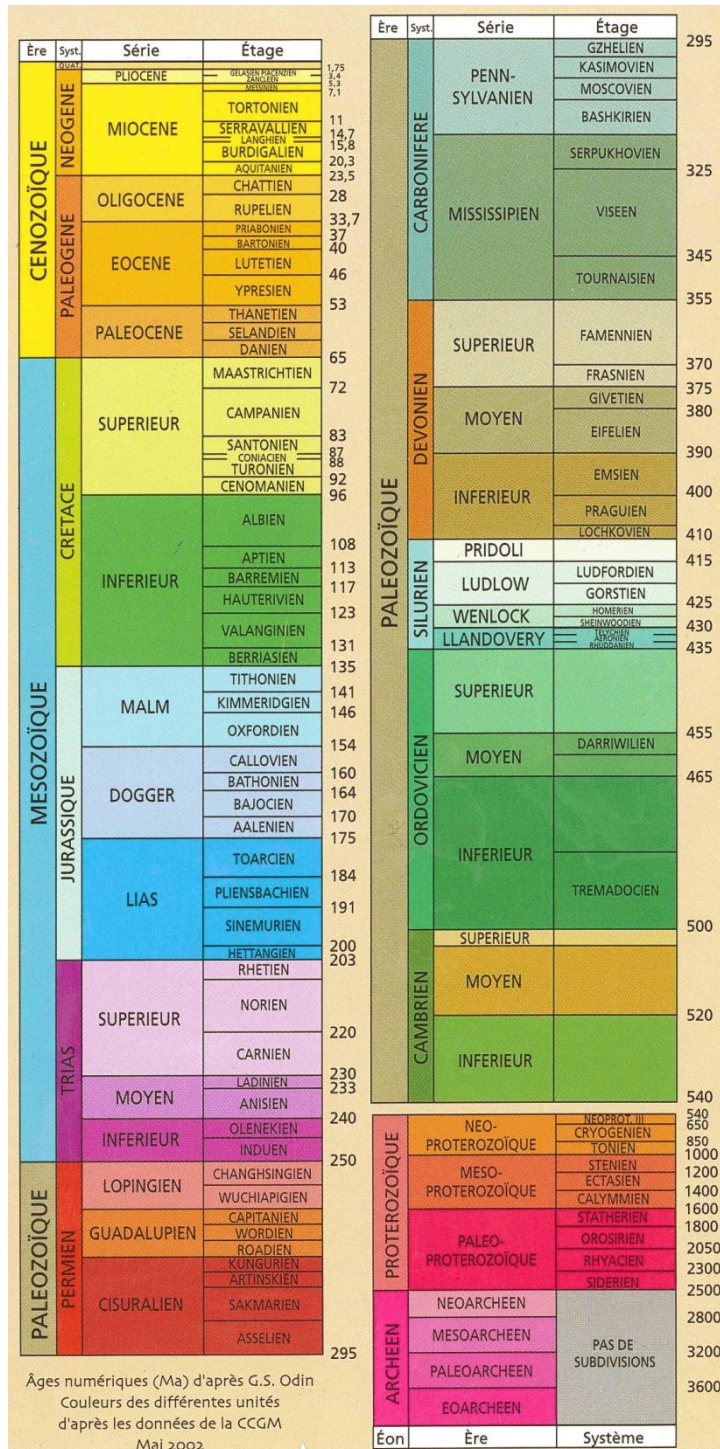 Ère Syst. Série Étage
CENOZOÏQUE
NEOGENE
QUAT.
1,75
PLIOCENE
GELASIEN PIACENZIEN
3,4
ZANCLEEN
5,3
MIOCENE
MESSINIEN
7,1
TORTONIEN
11
SERRAVALLIEN
14,7
LANGHIEN
15,8
BURDIGALIEN
20,3
AQUITANIEN
23,5
PALEOGENE
OLIGOCENE
CHATTIEN
28
RUPELIEN
33,7
EOCENE
PRIABONIEN
37
BARTONIEN
40
LUTETIEN
46
YPRESIEN
53
PALEOCENE
THANETIEN
SELANDIEN
DANIEN
65
MESOZOÏQUE
CRETACE
SUPERIEUR
MAASTRICHTIEN
72
CAMPANIEN
83
SANTONIEN
87
CONIACIEN
88
TURONIEN
92
CENOMANIEN
96
INFERIEUR
ALBIEN
108
APTIEN
113
BARREMIEN
117
HAUTERIVIEN
123
VALANGINIEN
131
BERRIASIEN
135
JURASSIQUE
MALM
TITHONIEN
141
KIMMERIDGIEN
146
OXFORDIEN
154
DOGGER
CALLOVIEN
160
BATHONIEN
164
BAJOCIEN
170
AALENIEN
175
LIAS
TOARCIEN
184
PLIENSBACHIEN
191
SINEMURIEN
200
HETTANGIEN
203
TRIAS
SUPERIEUR
RHETIEN
NORIEN
220
CARNIEN
230
MOYEN
LADINIEN
233
ANISIEN
240
INFERIEUR
OLENEKIEN
INDUEN
250
PALEOZOÏQUE
PERMIEN
LOPINGIEN
CHANGHSINGIEN
WUCHIAPIGIEN
GUADALUPIEN
CAPITANIEN
WORDIEN
ROADIEN
CISURALIEN
KUNGURIEN
ARTINSKIEN
SAKMARIEN
ASSELIEN
295
Âges numériques (Ma) d'après G.S. Odin
Couleurs des différentes unités
d'après les données de la CCGM
Mai 2002
Ère Syst. Série Étage
295
PALEOZOÏQUE
CARBONIFERE
PENN-
SYLVANIEN
GZHELIEN
KASIMOVIEN
MOSCOVIEN
BASHKIRIEN
MISSISSIPIEN
SERPUKHOVIEN
325
VISEEN
345
TOURNAISIEN
355
DEVONIEN
SUPERIEUR
FAMENNIEN
370
FRASNIEN
375
MOYEN
GIVETIEN
380
EIFELIEN
390
INFERIEUR
EMSIEN
400
PRAGUIEN
LOCHKOVIEN
410
SILURIEN
PRIDOLI
415
LUDLOW
LUDFORDIEN
GORSTIEN
425
WENLOCK
HOMERIEN
SHEINWOODIEN
430
LLANDOVERY
TELYCHIEN
AERONIEN
RHUDDANIEN
435
ORDOVICIEN
SUPERIEUR
455
MOYEN
DARRIWILIEN
465
INFERIEUR
TREMADOCIEN
500
CAMBRIEN
SUPERIEUR
MOYEN
520
INFERIEUR
540
540
PROTEROZOÏQUE
NEO-
PROTEROZOÏQUE
NEOPROT. III
650
CRYOGENIEN
850
TONIEN
1000
MESO-
PROTEROZOÏQUE
STENIEN
1200
ECTASIEN
1400
CALYMMIEN
1600
PALEO-
PROTEROZOÏQUE
STATHERIEN
1800
OROSIRIEN
2050
RHYACIEN
2300
SIDERIEN
2500
ARCHEEN
NEOARCHEEN
2800
MESOARCHEEN
3200
PALEOARCHEEN
3600
EOARCHEEN
PAS DE
SUBDIVISIONS
Éon Ère Système